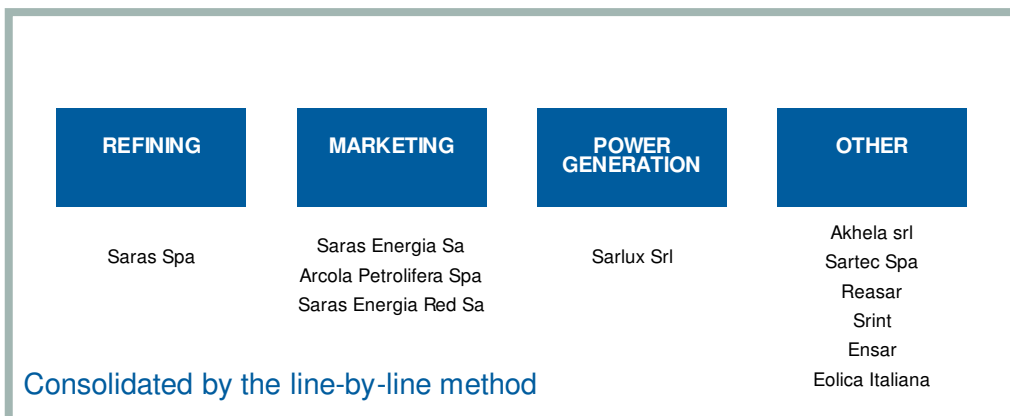 REFINING
Saras Spa
MARKETING
Saras Energia Sa
Arcola Petrolifera Spa
Saras Energia Red Sa
POWER
GENERATION
Sarlux Srl
OTHER
Akhela srl
Sartec Spa
Reasar
Srint
Ensar
Eolica Italiana
Consolidated by the line-by-line method